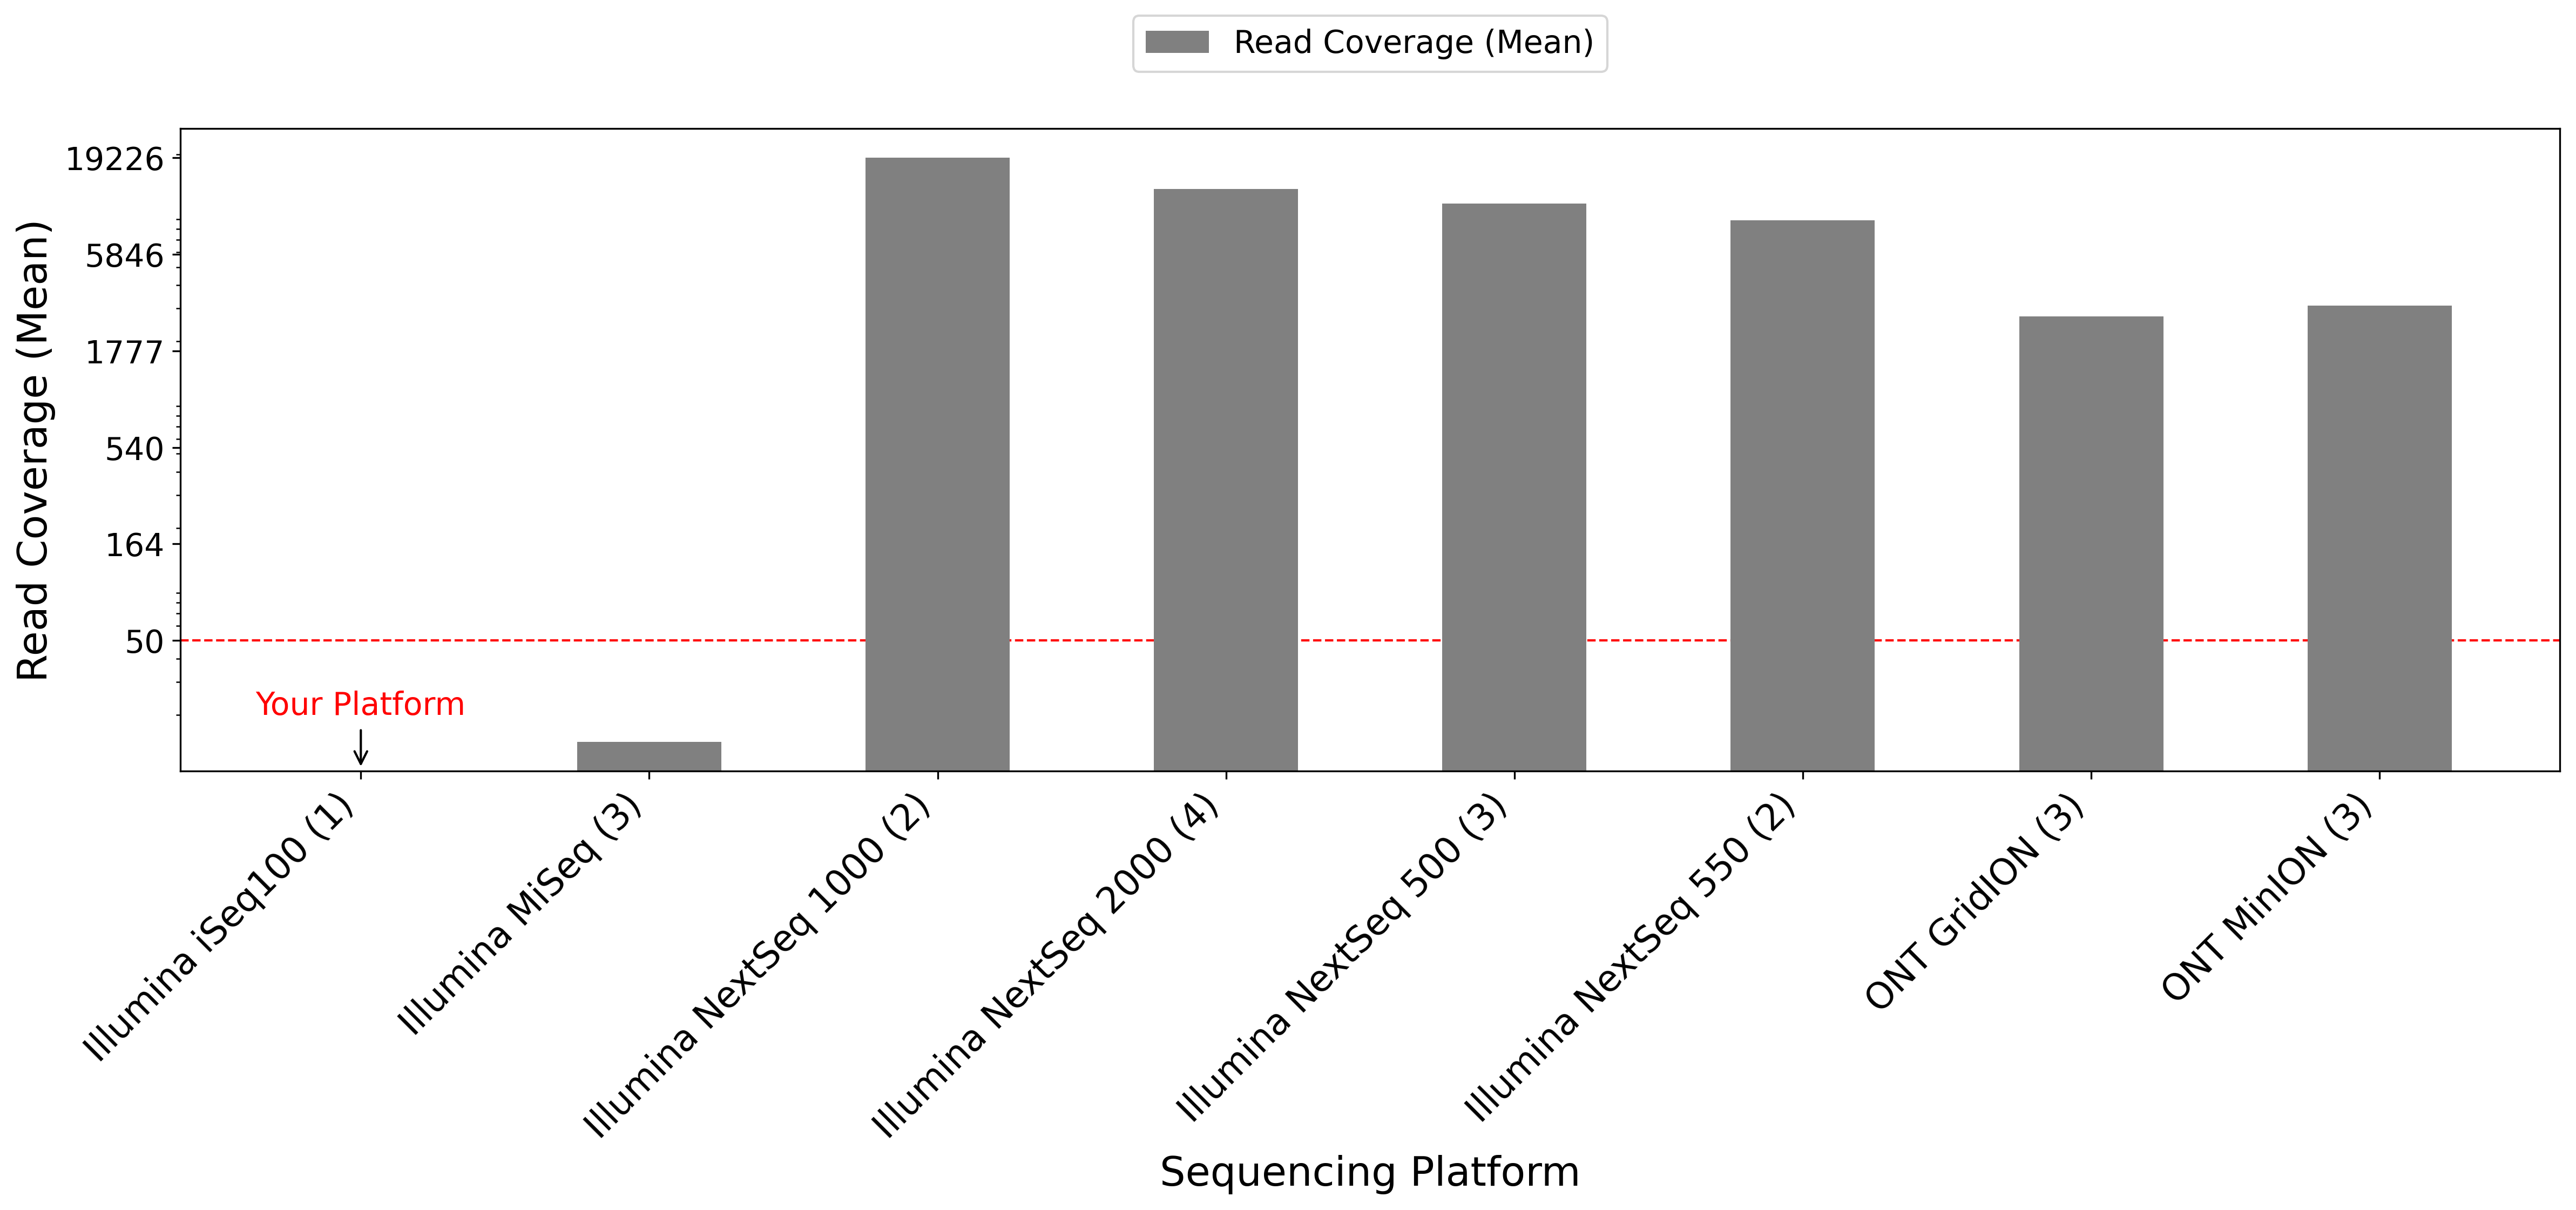 Read Coverage (Mean)
Read Coverage (Mean)
19226
5846
1777
540
164
50
Your Platform
Illumina iSeq100 (1)
Illumina MiSeq (3)
Illumina NextSeq 1000 (2)
Illumina NextSeq 2000 (4)
Illumina NextSeq 500 (3)
Illumina NextSeq 550 (2)
ONT GridION (3)
ONT MinION (3)
Sequencing Platform